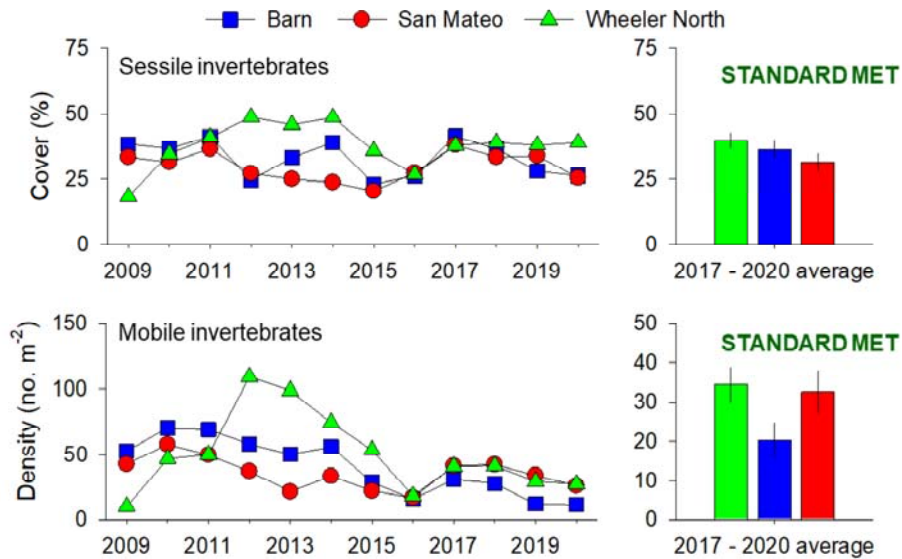 Barn San Mateo Wheeler North
Sessile invertebrates
Cover (%)
75
50
25
0
2009 2011 2013 2015 2017 2019
STANDARD MET
75
50
25
0
2017 - 2020 average
Mobile invertebrates
Density (no. m⁻²)
150
100
50
0
2009 2011 2013 2015 2017 2019
STANDARD MET
50
40
30
20
10
0
2017 - 2020 average